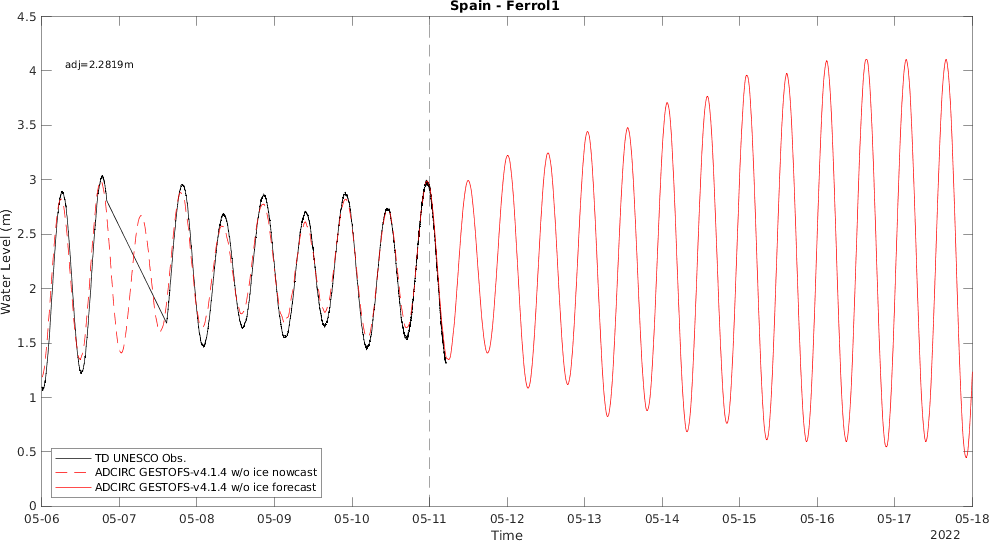 Spain - Ferrol1
adj=2.2819m
4.5
4
3.5
3
2.5
2
1.5
1
0.5
0
Water Level (m)
TD UNESCO Obs.
ADCIRC GESTOFS-v4.1.4 w/o ice nowcast
ADCIRC GESTOFS-v4.1.4 w/o ice forecast
05-06 05-07 05-08 05-09 05-10 05-11 05-12 05-13 05-14 05-15 05-16 05-17 05-18
Time
2022